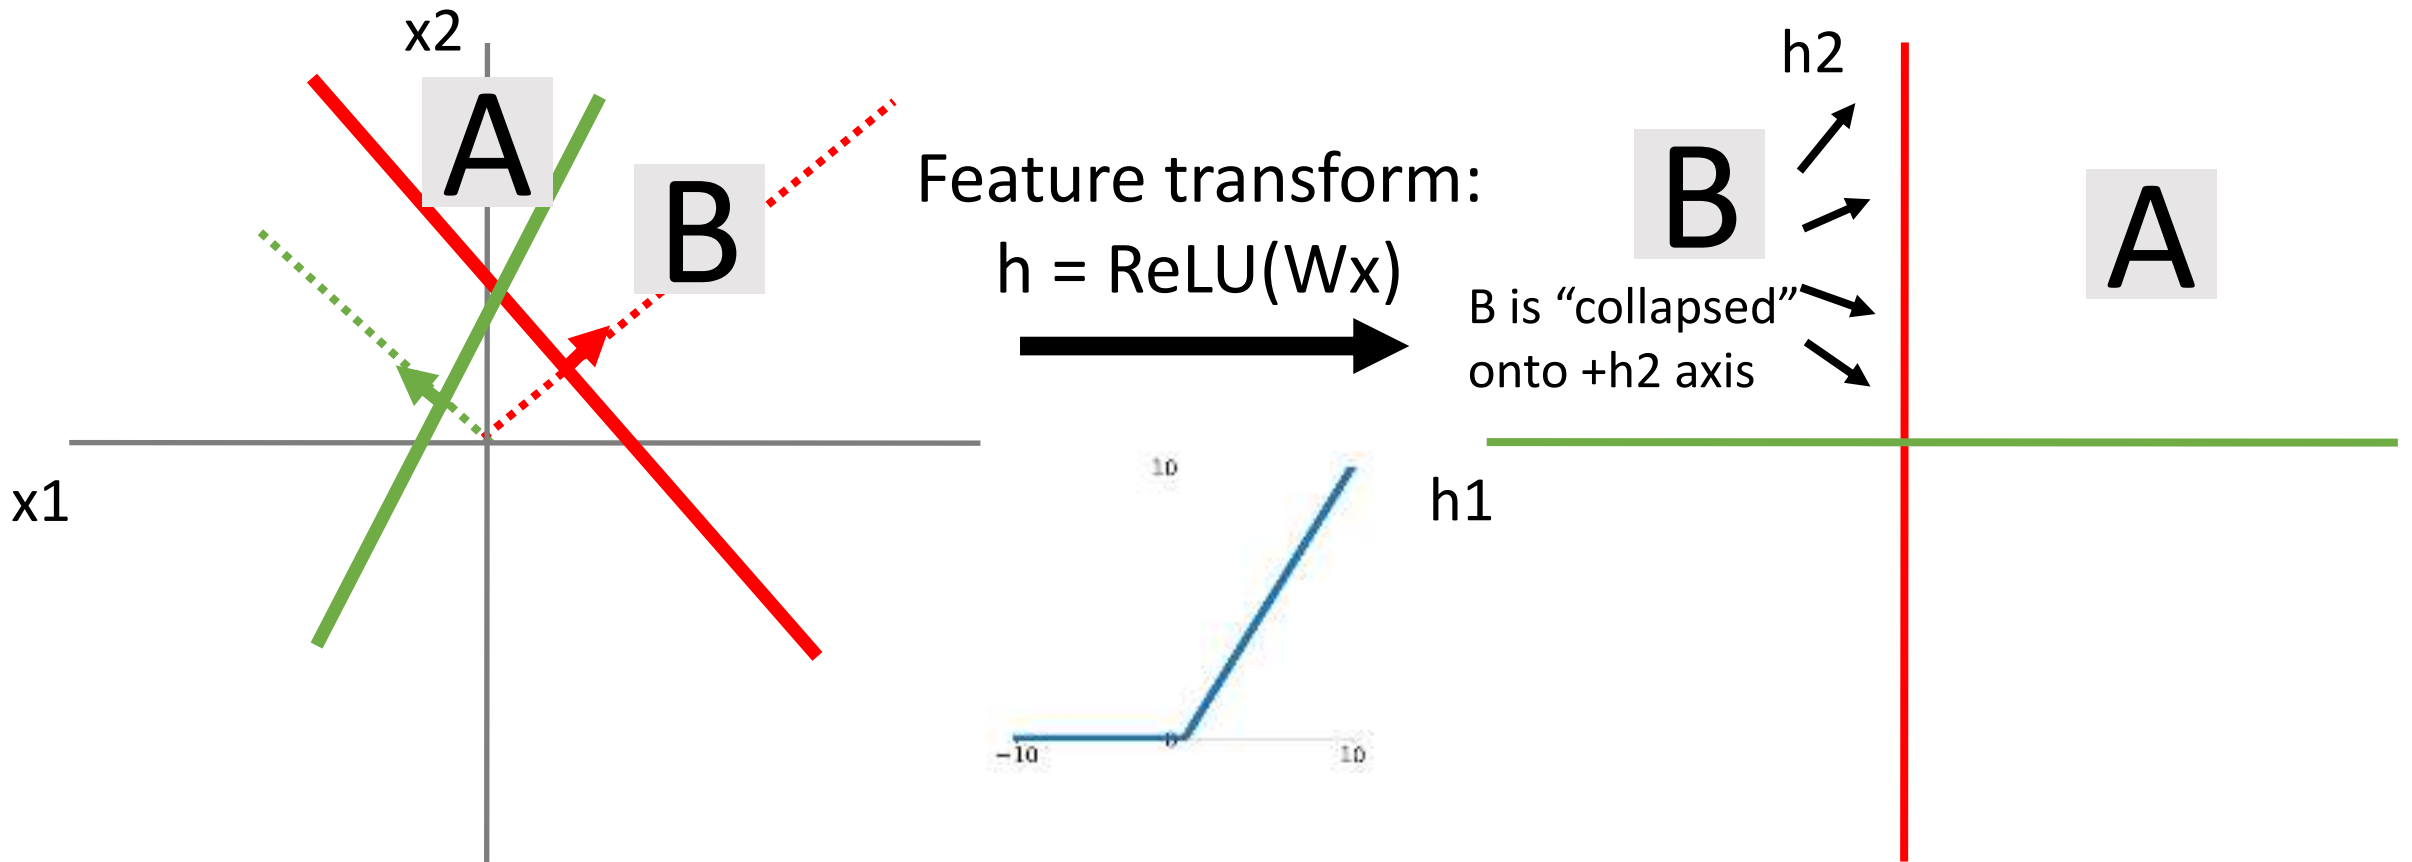 x2
A
B
x1
Feature transform:
h = ReLU(Wx)
10
0
−10
10
h2
B
A
B is “collapsed”
onto +h2 axis
h1